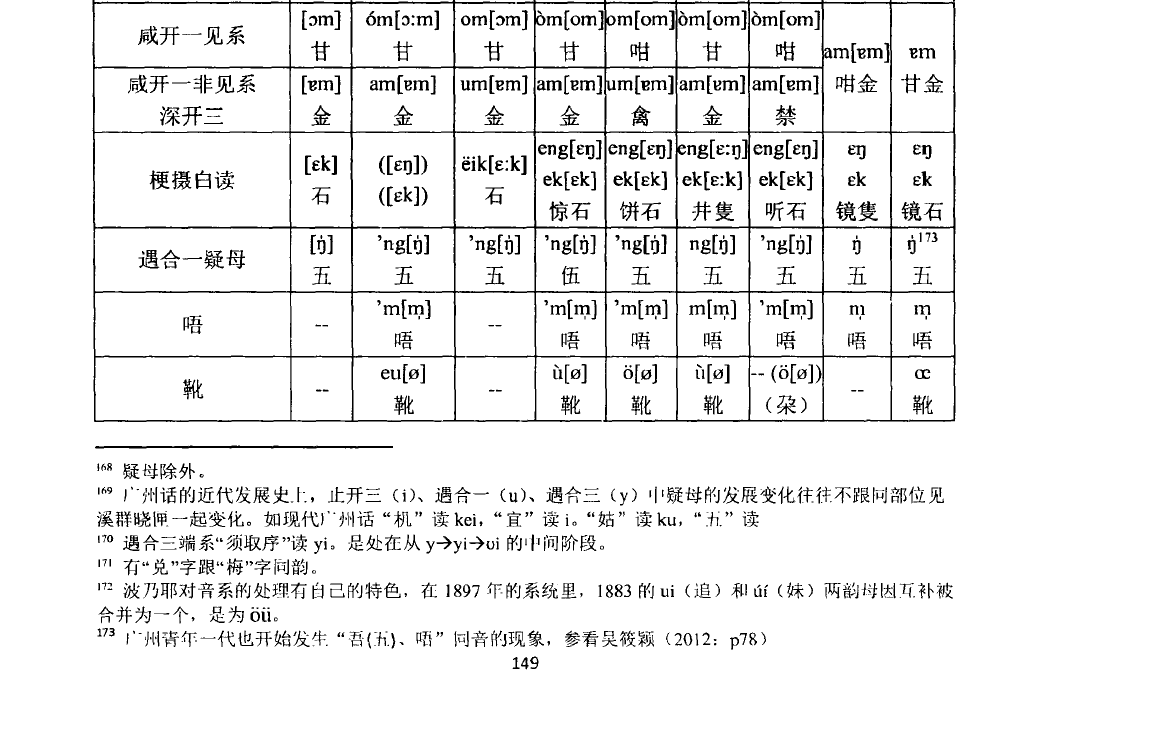 咸开一见系 [ɔm] óm[ɔ:m] om[ɔm] òm[om] om[om] òm[om] òm[om] am[ɐm] ɐm
甘 甘 甘 甘 咁 甘 咁 咁金 甘金
咸开一非见系 [ɐm] am[ɐm] um[ɐm] am[ɐm] um[ɐm] am[ɐm] am[ɐm]
深开三 金 金 金 金 禽 金 禁
eng[ɛŋ] eng[ɛŋ] eng[ɛ:ŋ] eng[ɛŋ] ɛŋ ɛŋ
梗摄白读 [ɛk] ([ɛŋ]) ëik[ɛ:k] ek[ɛk] ek[ɛk] ek[ɛ:k] ek[ɛk] ɛk ɛk
石 ([ɛk]) 石 惊石 饼石 井隻 听石 镜隻 镜石
遇合一疑母 [ŋ̍] ’ng[ŋ̍] ’ng[ŋ̍] ’ng[ŋ̍] ’ng[ŋ̍] ng[ŋ̍] ’ng[ŋ̍] ŋ̍ ŋ̍173
五 五 五 伍 五 五 五 五 五
唔 -- ’m[m̩] -- ’m[m̩] ’m[m̩] m[m̩] ’m[m̩] m̩ m̩
唔 唔 唔 唔 唔 唔 唔
靴 -- eu[ø] -- ù[ø] ö[ø] ù[ø] -- (ö[ø]) -- œ
靴 靴 靴 靴 （朶） 靴
168 疑母除外。
169 广州话的近代发展史上，止开三（i）、遇合一（u）、遇合三（y）中疑母的发展变化往往不跟同部位见
溪群晓匣一起变化。如现代广州话“机”读 kei，“宜”读 i。“姑”读 ku，“五”读
170 遇合三端系“须取序”读 yi。是处在从 y→yi→ʋi 的中间阶段。
171 有“兑”字跟“梅”字同韵。
172 波乃耶对音系的处理有自己的特色，在 1897 年的系统里，1883 的 ui（追）和 úí（妹）两韵母因互补被
合并为一个，是为 öü。
173 广州青年一代也开始发生“吾(五)、唔”同音的现象，参看吴筱颖（2012：p78）
149